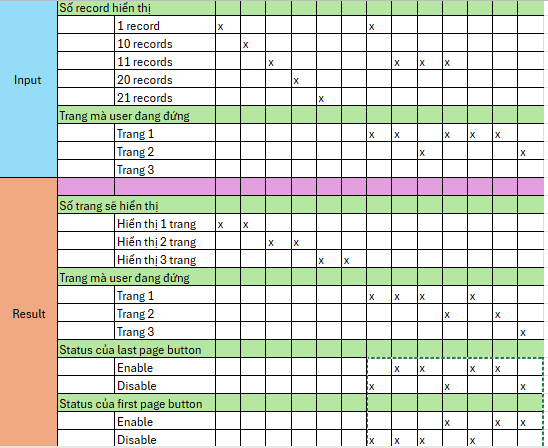 Số record hiển thị
1 record x x
10 records x
11 records x x x x
Input
20 records x
21 records x
Trang mà user đang đứng
Trang 1 x x x x x
Trang 2 x x
Trang 3
Số trang sẽ hiển thị
Hiển thị 1 trang x x
Hiển thị 2 trang x x
Hiển thị 3 trang x x
Trang mà user đang đứng
Trang 1 x x x x
Result
Trang 2 x x
Trang 3 x
Status của last page button
Enable x x x x
Disable x x x
Status của first page button
Enable x x x
Disable x x x x